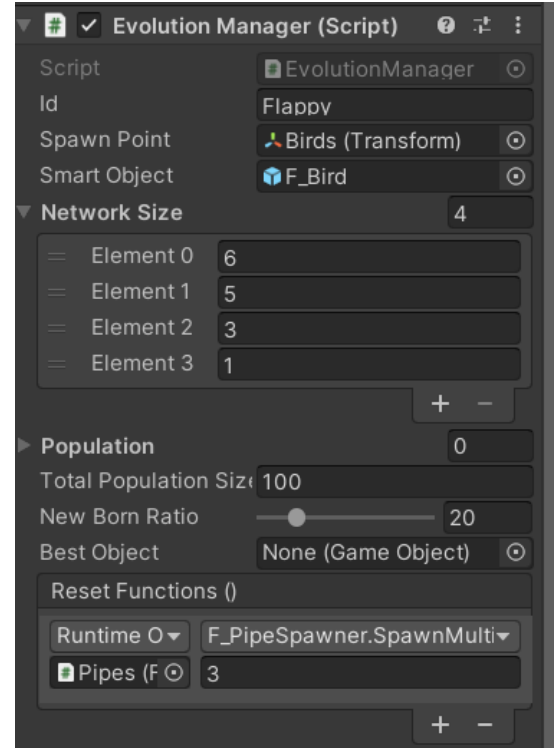 Evolution Manager (Script)
Script EvolutionManager
Id Flappy
Spawn Point Birds (Transform)
Smart Object F_Bird
Network Size 4
Element 0 6
Element 1 5
Element 2 3
Element 3 1
+ −
Population 0
Total Population Size 100
New Born Ratio 20
Best Object None (Game Object)
Reset Functions ()
Runtime O F_PipeSpawner.SpawnMulti
Pipes (F 3
+ −